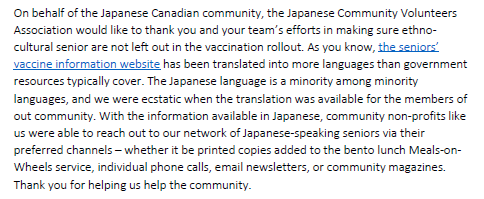 On behalf of the Japanese Canadian community, the Japanese Community Volunteers
Association would like to thank you and your team's efforts in making sure ethno-
cultural senior are not left out in the vaccination rollout. As you know, the seniors'
vaccine information website has been translated into more languages than government
resources typically cover. The Japanese language is a minority among minority
languages, and we were ecstatic when the translation was available for the members of
out community. With the information available in Japanese, community non-profits like
us were able to reach out to our network of Japanese-speaking seniors via their
preferred channels – whether it be printed copies added to the bento lunch Meals-on-
Wheels service, individual phone calls, email newsletters, or community magazines.
Thank you for helping us help the community.